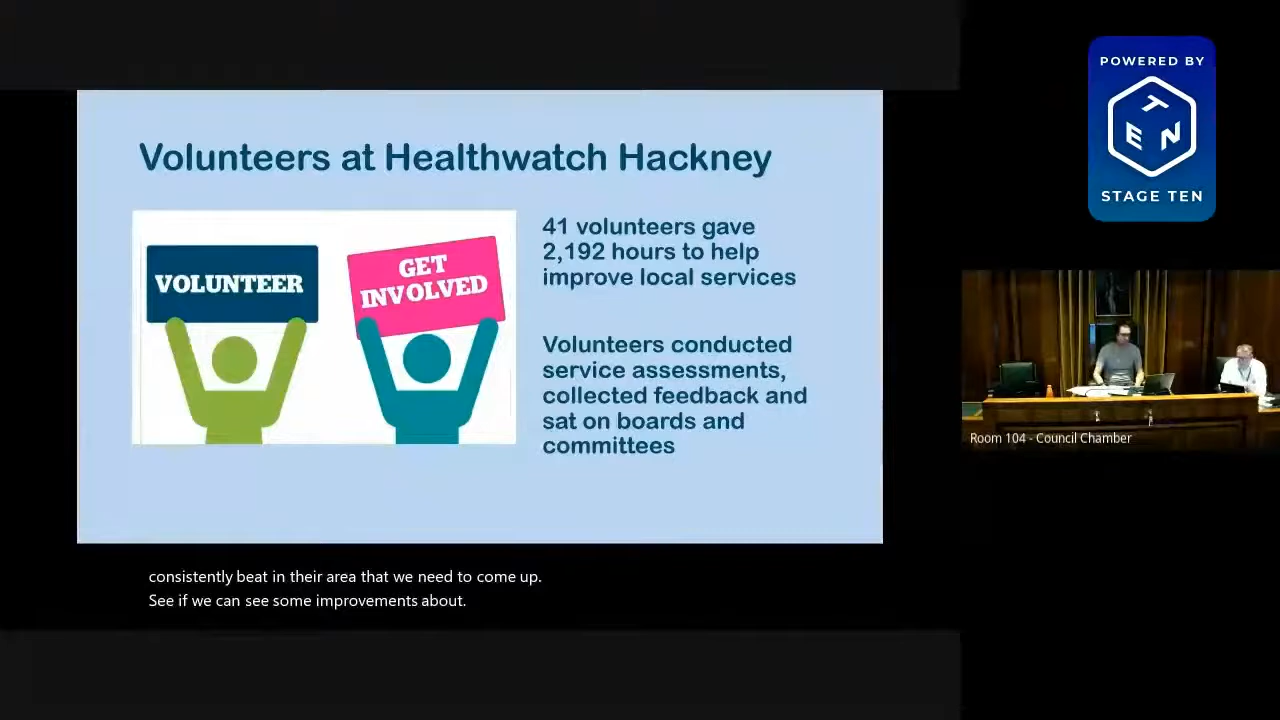 POWERED BY
T
E N
STAGE TEN
Volunteers at Healthwatch Hackney
VOLUNTEER
GET
INVOLVED
41 volunteers gave
2,192 hours to help
improve local services
Volunteers conducted
service assessments,
collected feedback and
sat on boards and
committees
Room 104 - Council Chamber
consistently beat in their area that we need to come up.
See if we can see some improvements about.